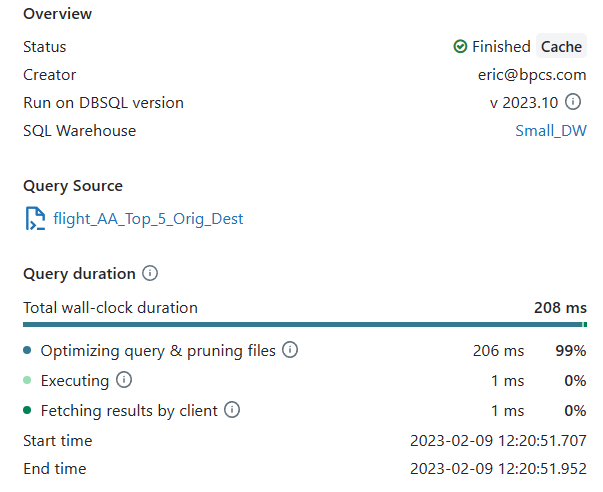 Overview
Status Finished Cache
Creator eric@bpcs.com
Run on DBSQL version v 2023.10
SQL Warehouse Small_DW
Query Source
flight_AA_Top_5_Orig_Dest
Query duration
Total wall-clock duration 208 ms
Optimizing query & pruning files 206 ms 99%
Executing 1 ms 0%
Fetching results by client 1 ms 0%
Start time 2023-02-09 12:20:51.707
End time 2023-02-09 12:20:51.952